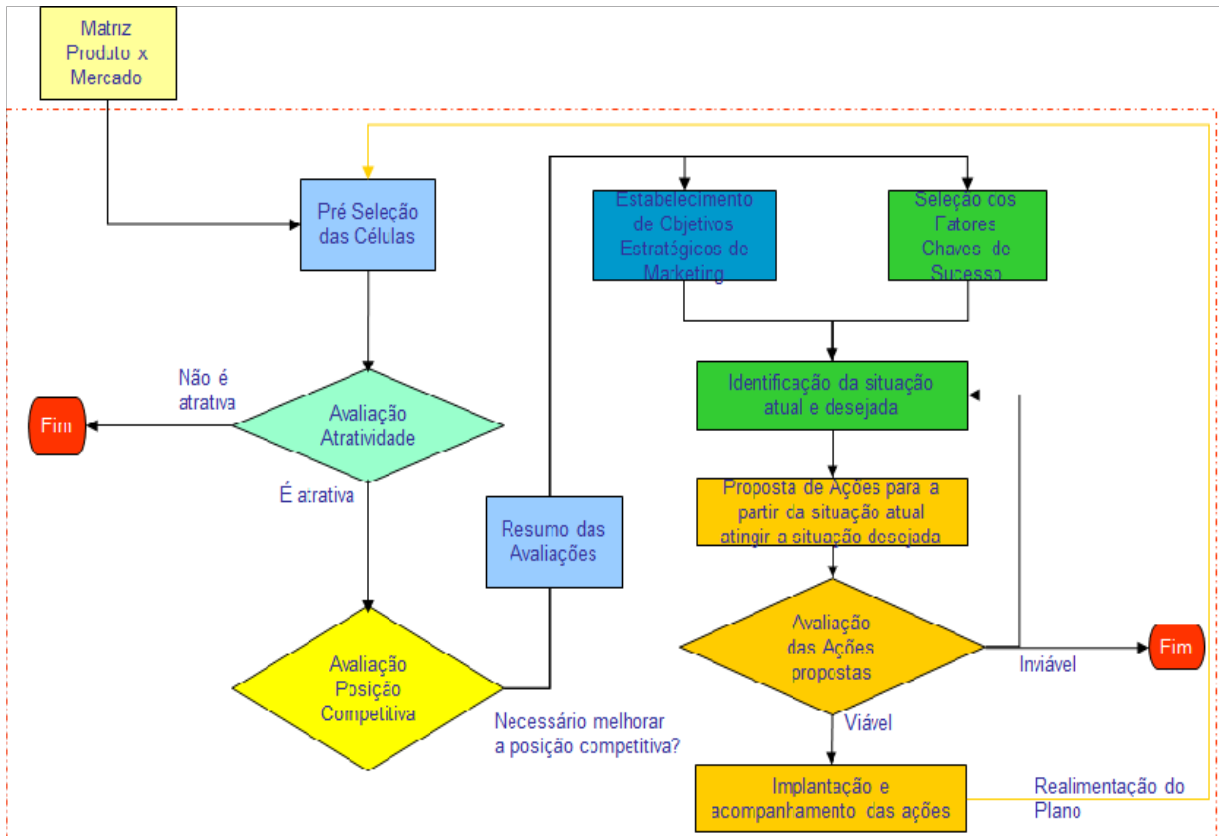 Matriz
Produto x
Mercado
Pré Seleção
das Células
Estabelecimento
de Objetivos
Estratégicos de
Marketing
Seleção cos
Fatores
Chaves de
Sucesso
Não é
atrativa
Fim
Avaliação
Atratividade
É atrativa
Identificação da situação
atual e desejada
Resumo das
Avaliações
Proposta de Ações para a
partir da situação atual
atingir a situação desejada
Avaliação
Posição
Competitiva
Necessário melhorar
a posição competitiva?
Avaliação
das Ações
propostas
Inviável
Fim
Viável
Implantação e
acompanhamento das ações
Realimentação do
Plano